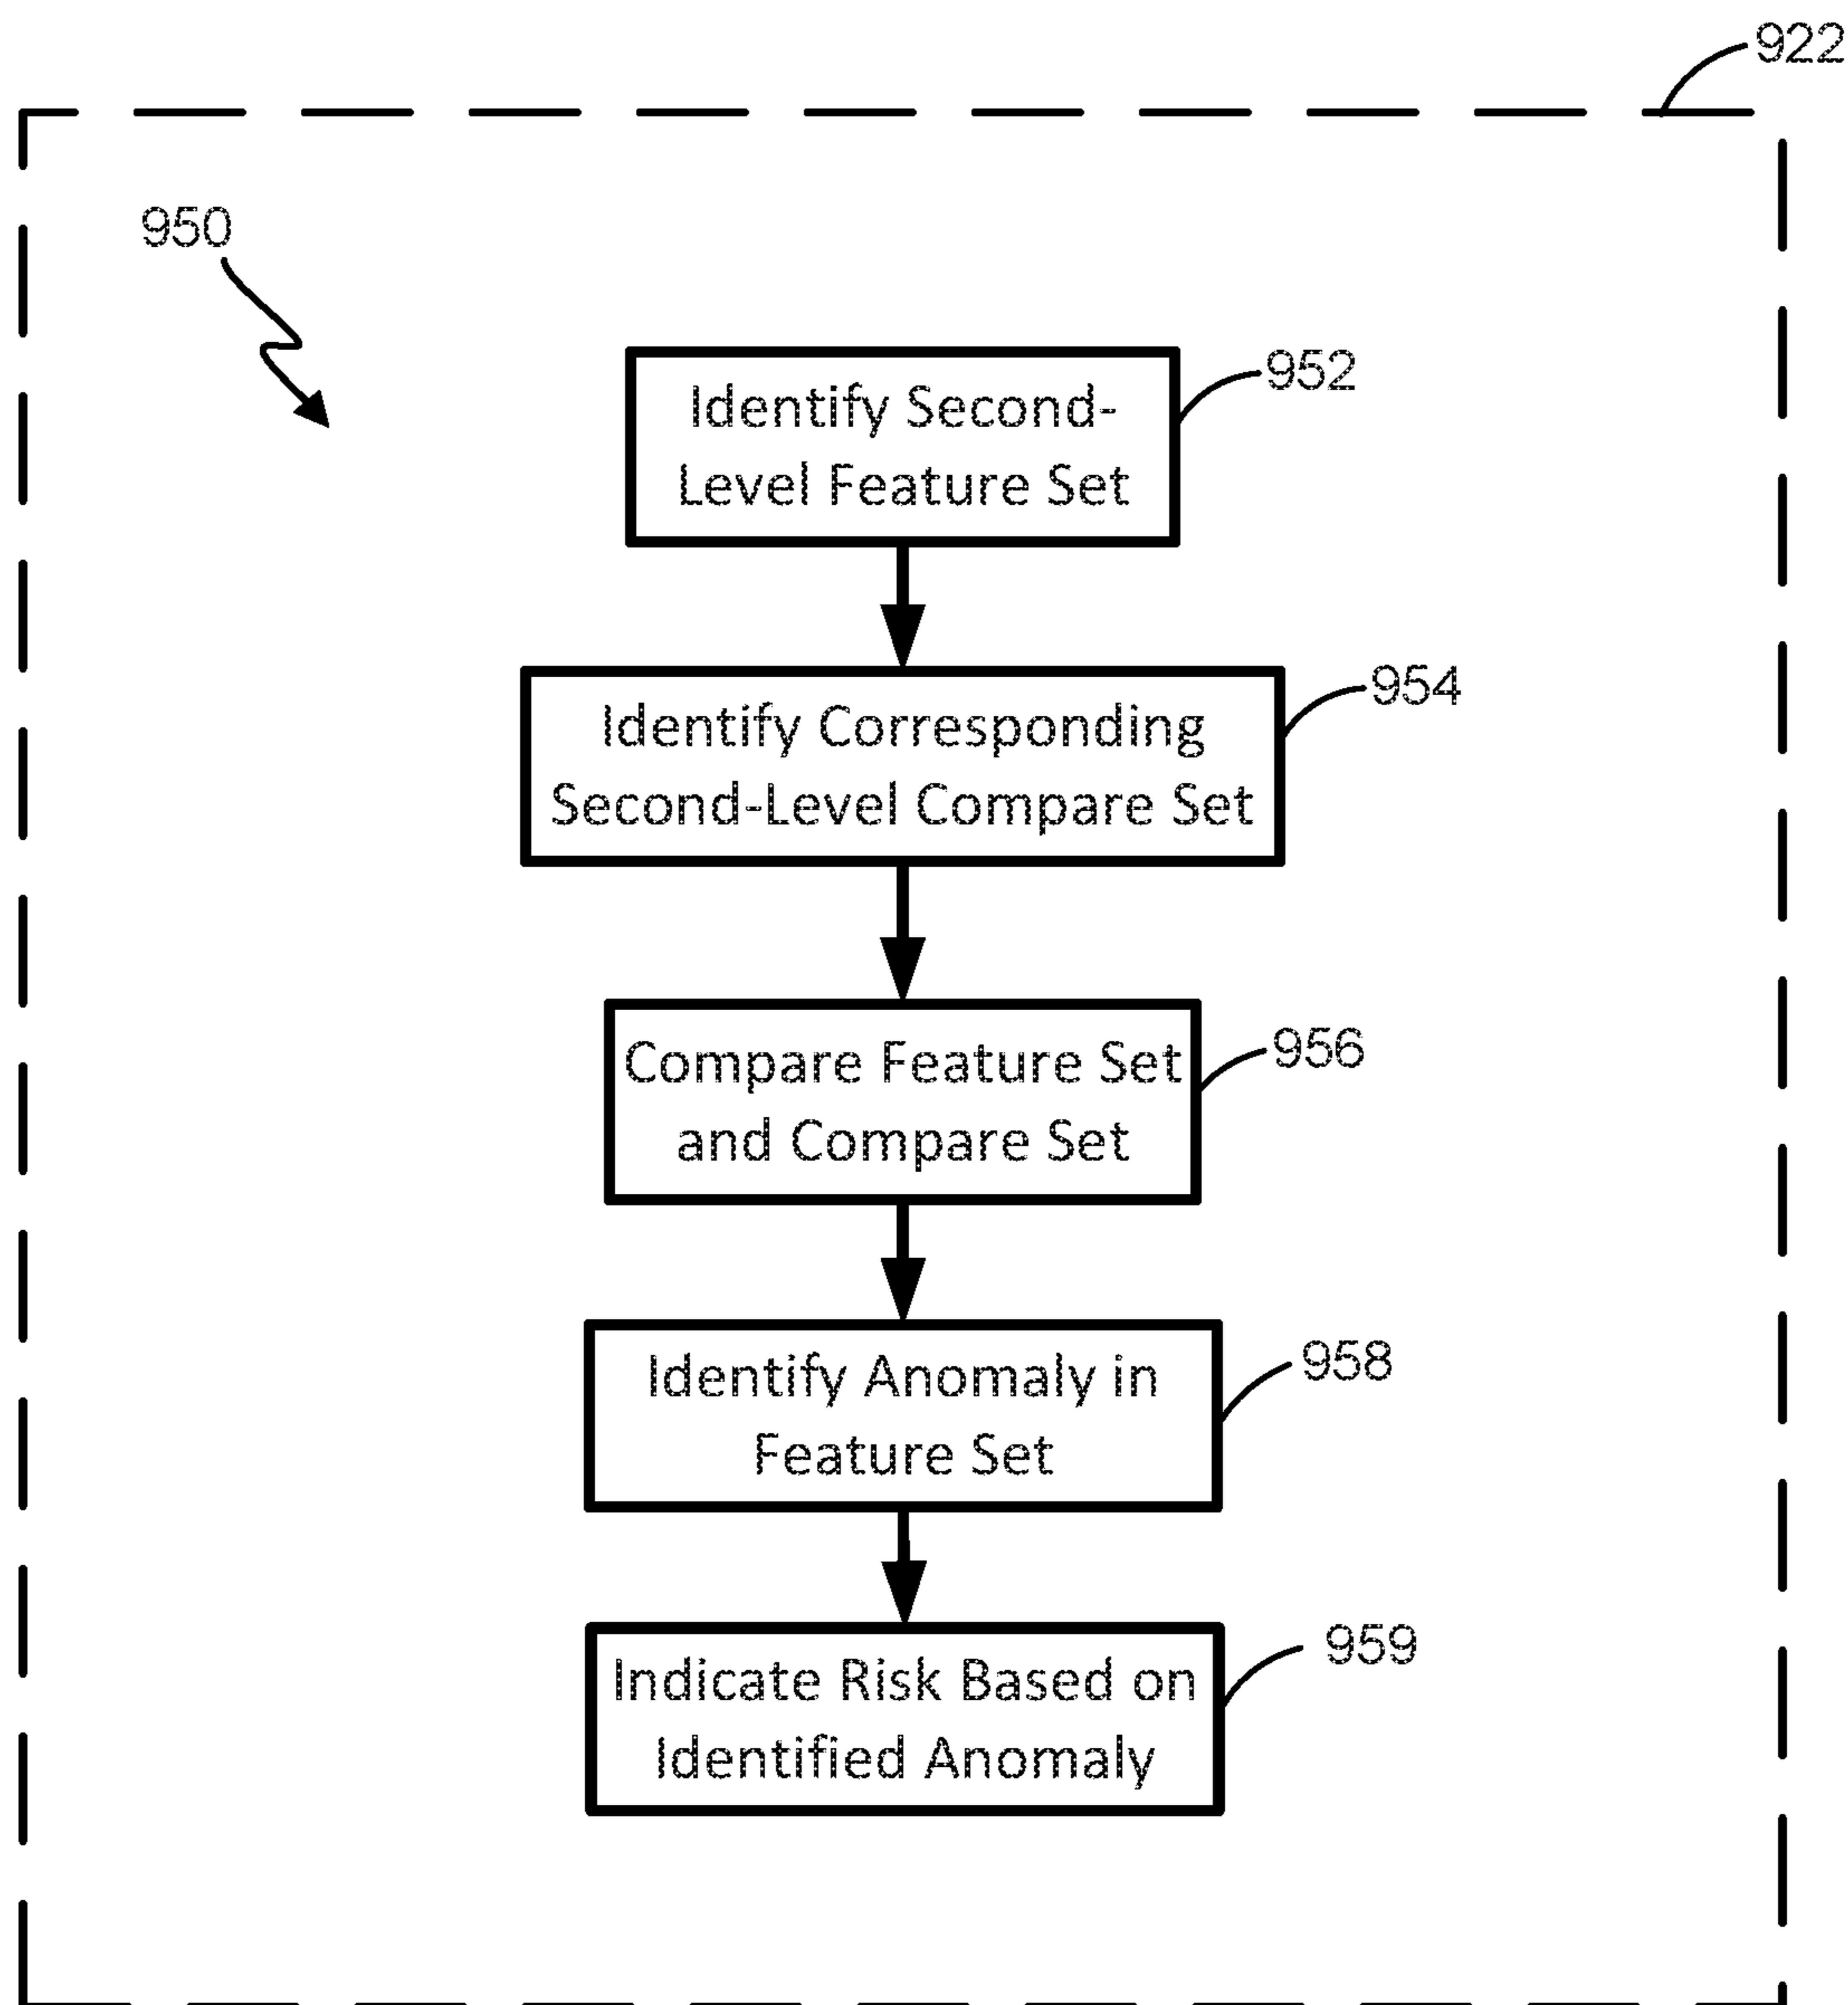 922
950
Identify Second-
Level Feature Set
952
Identify Corresponding
Second-Level Compare Set
954
Compare Feature Set
and Compare Set
956
Identify Anomaly in
Feature Set
958
Indicate Risk Based on
Identified Anomaly
959